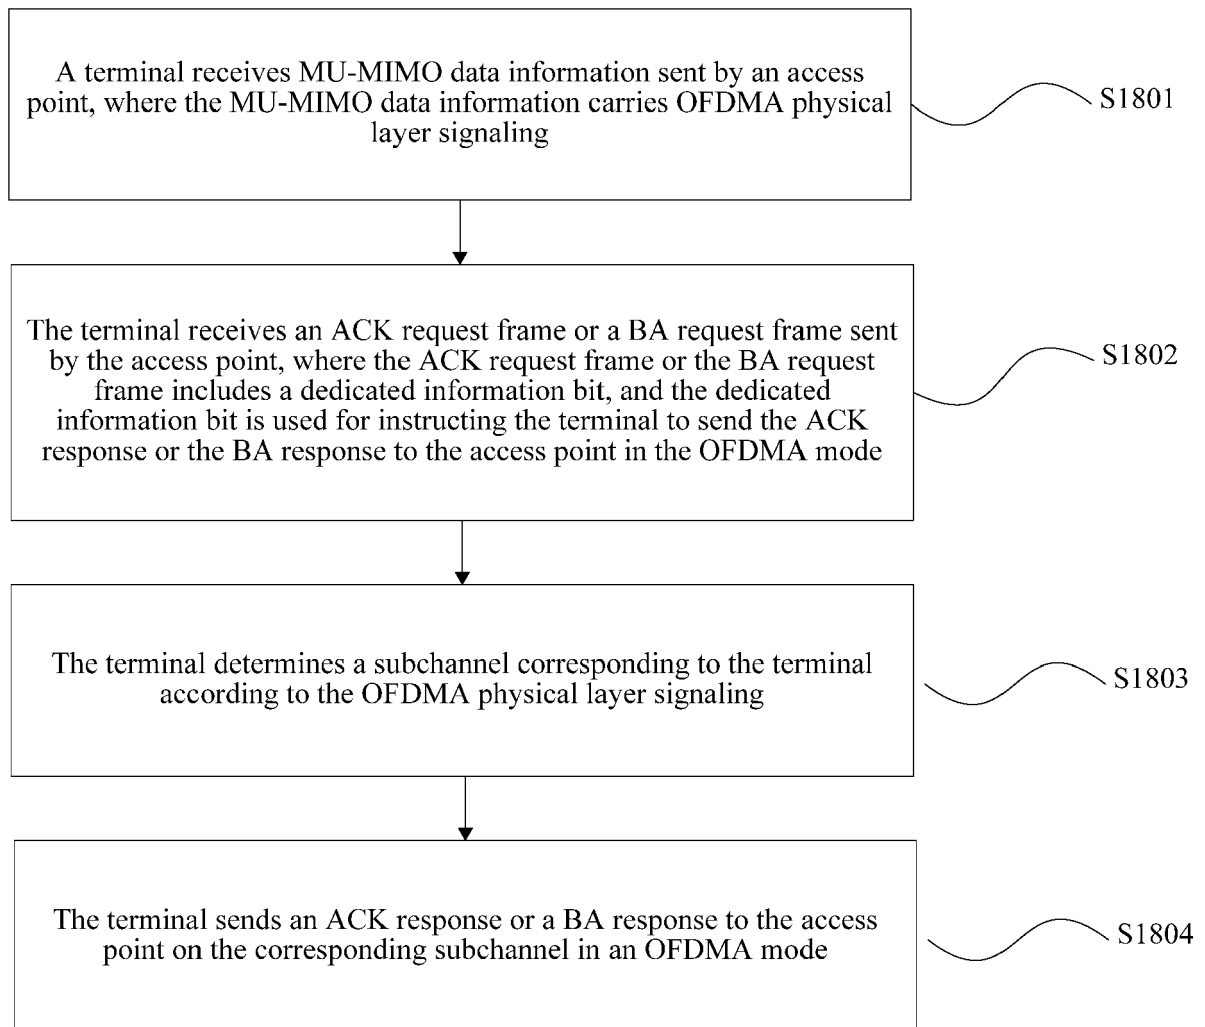 A terminal receives MU-MIMO data information sent by an access
point, where the MU-MIMO data information carries OFDMA physical
layer signaling
S1801
The terminal receives an ACK request frame or a BA request frame sent
by the access point, where the ACK request frame or the BA request
frame includes a dedicated information bit, and the dedicated
information bit is used for instructing the terminal to send the ACK
response or the BA response to the access point in the OFDMA mode
S1802
The terminal determines a subchannel corresponding to the terminal
according to the OFDMA physical layer signaling
S1803
The terminal sends an ACK response or a BA response to the access
point on the corresponding subchannel in an OFDMA mode
S1804